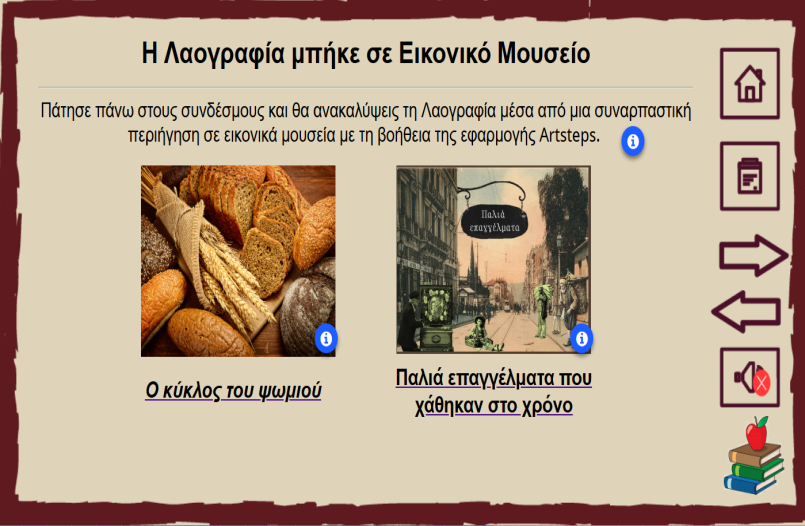 Η Λαογραφία μπήκε σε Εικονικό Μουσείο
Πάτησε πάνω στους συνδέσμους και θα ανακαλύψεις τη Λαογραφία μέσα από μια συναρπαστική
περιήγηση σε εικονικά μουσεία με τη βοήθεια της εφαρμογής Artsteps.
Παλιά
επαγγέλματα
Ο κύκλος του ψωμιού
Παλιά επαγγέλματα που
χάθηκαν στο χρόνο